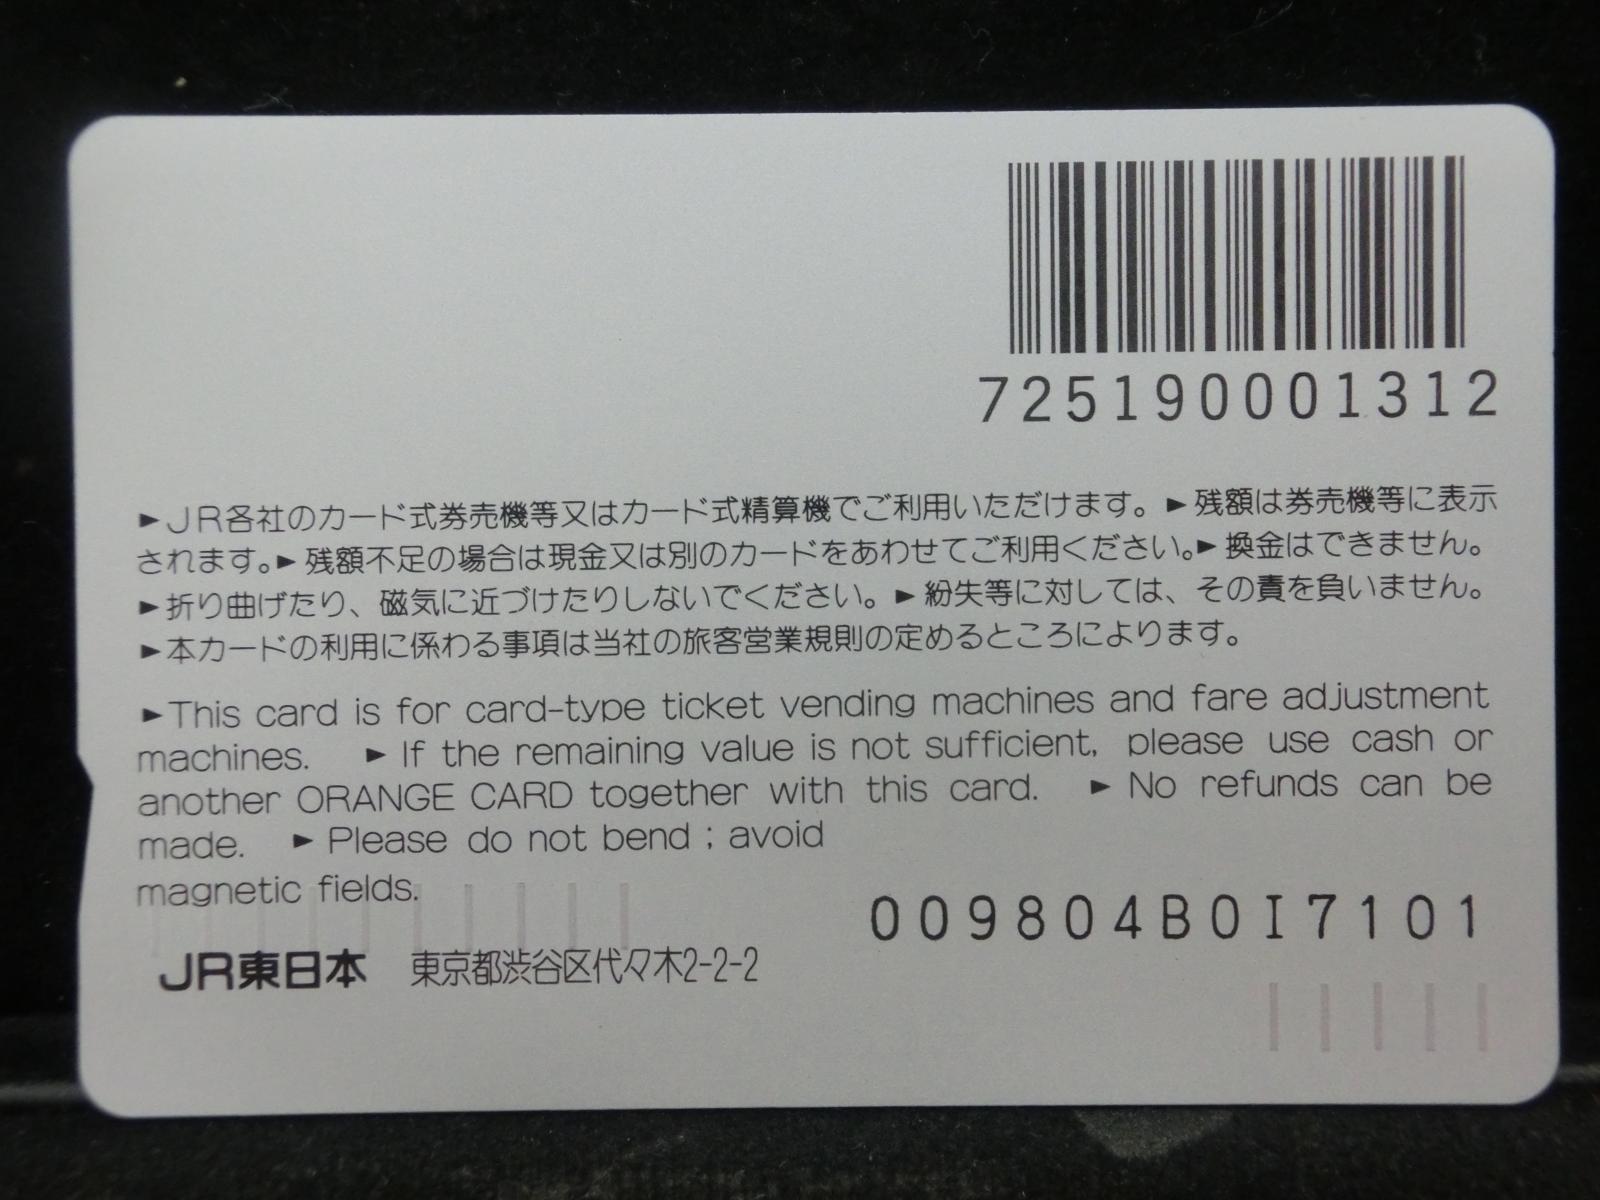 725190001312
►JR各社のカード式券売機等又はカード式精算機でご利用いただけます。►残額は券売機等に表示
されます。►残額不足の場合は現金又は別のカードをあわせてご利用ください。►換金はできません。
►折り曲げたり、磁気に近づけたりしないでください。►紛失等に対しては、その責を負いません。
►本カードの利用に係わる事項は当社の旅客営業規則の定めるところによります。
►This card is for card-type ticket vending machines and fare adjustment
machines. ►If the remaining value is not sufficient, please use cash or
another ORANGE CARD together with this card. ►No refunds can be
made. ►Please do not bend ; avoid
magnetic fields.
009804B0I7101
JR東日本 東京都渋谷区代々木2-2-2